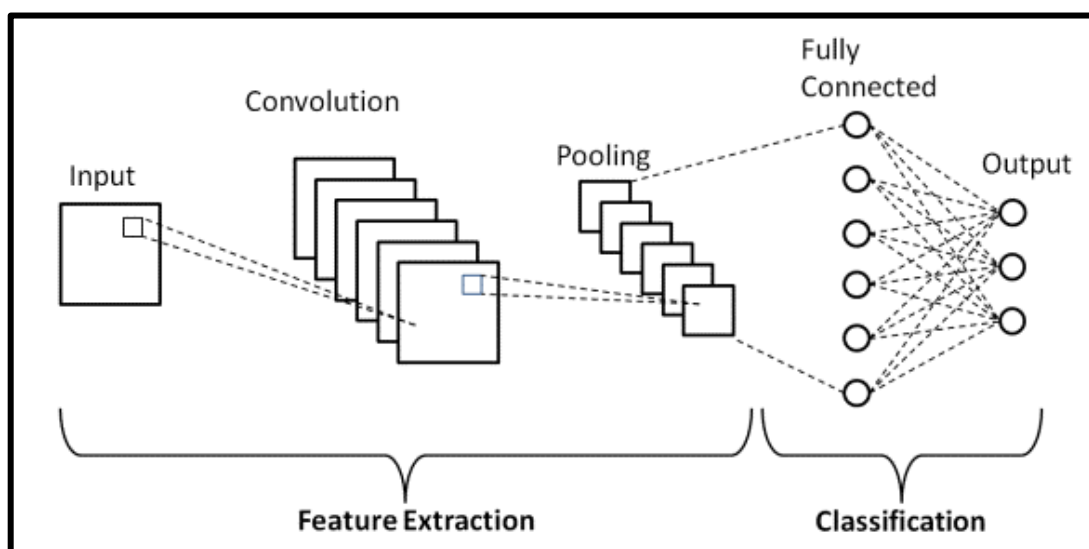 Input
Convolution
Pooling
Fully
Connected
Output
Feature Extraction
Classification